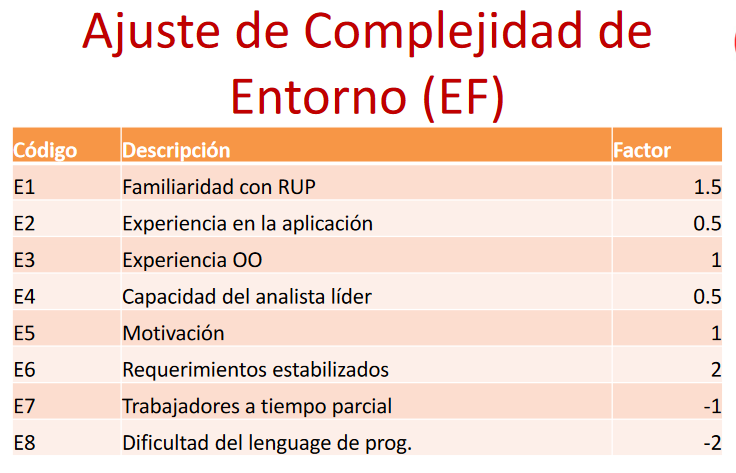 Ajuste de Complejidad de
Entorno (EF)
Código Descripción Factor
E1 Familiaridad con RUP 1.5
E2 Experiencia en la aplicación 0.5
E3 Experiencia OO 1
E4 Capacidad del analista líder 0.5
E5 Motivación 1
E6 Requerimientos estabilizados 2
E7 Trabajadores a tiempo parcial -1
E8 Dificultad del lenguage de prog. -2